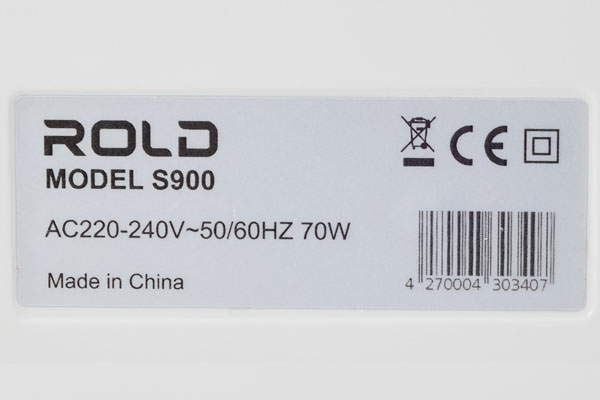 ROLD
MODEL S900
AC220-240V~50/60HZ 70W
Made in China
CE
4 270004 303407